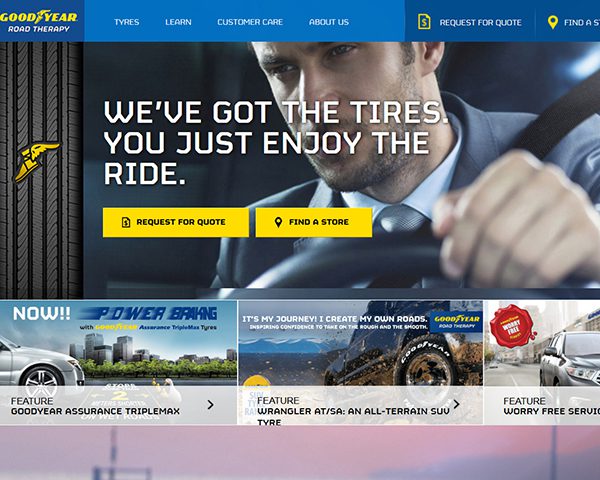 GOODYEAR
ROAD THERAPY
TYRES LEARN CUSTOMER CARE ABOUT US
REQUEST FOR QUOTE FIND A ST
WE'VE GOT THE TIRES.
YOU JUST ENJOY THE
RIDE.
REQUEST FOR QUOTE FIND A STORE
NOW!! POWER BRAKING
with GOODYEAR Assurance TripleMax Tyres
STOPS
2
METERS SHORTER
FEATURE
GOODYEAR ASSURANCE TRIPLEMAX
IT'S MY JOURNEY! I CREATE MY OWN ROADS.
INSPIRING CONFIDENCE TO TAKE ON THE ROUGH AND THE SMOOTH.
GOODYEAR
ROAD THERAPY
GOODYEAR
FEATURE
WRANGLER AT/SA: AN ALL-TERRAIN SUV
TYRE
WORRY
FREE
FEATURE
WORRY FREE SERVIC